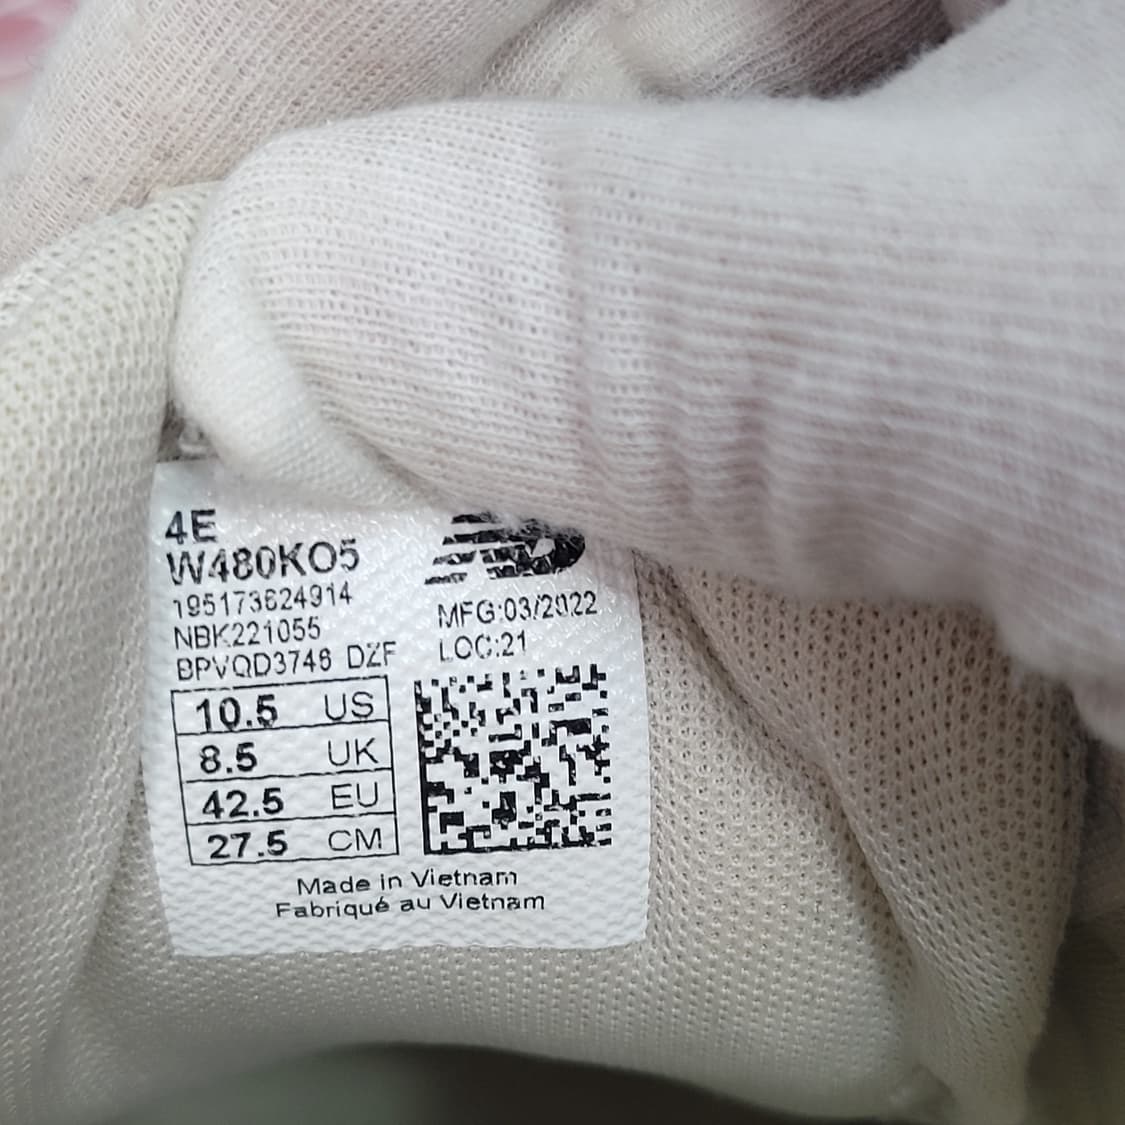 4E
W480KO5
195173624914
NBK221055
BPVQD3746 DZF
NB
MFG:03/2022
LOC:21
10.5 US
8.5 UK
42.5 EU
27.5 CM
Made in Vietnam
Fabriqué au Vietnam